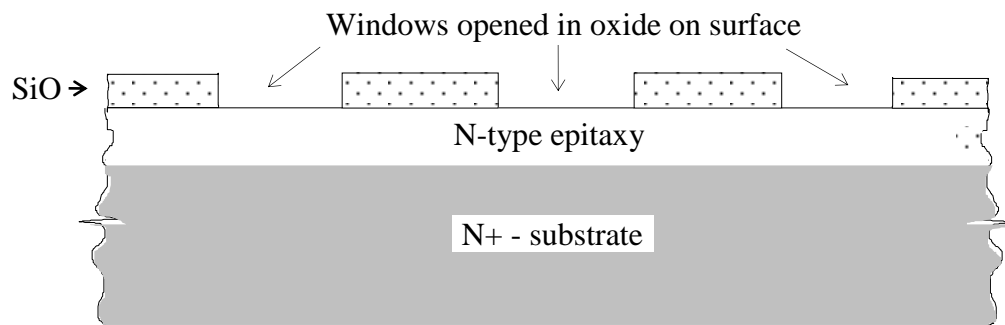 Windows opened in oxide on surface
SiO
N-type epitaxy
N+ - substrate